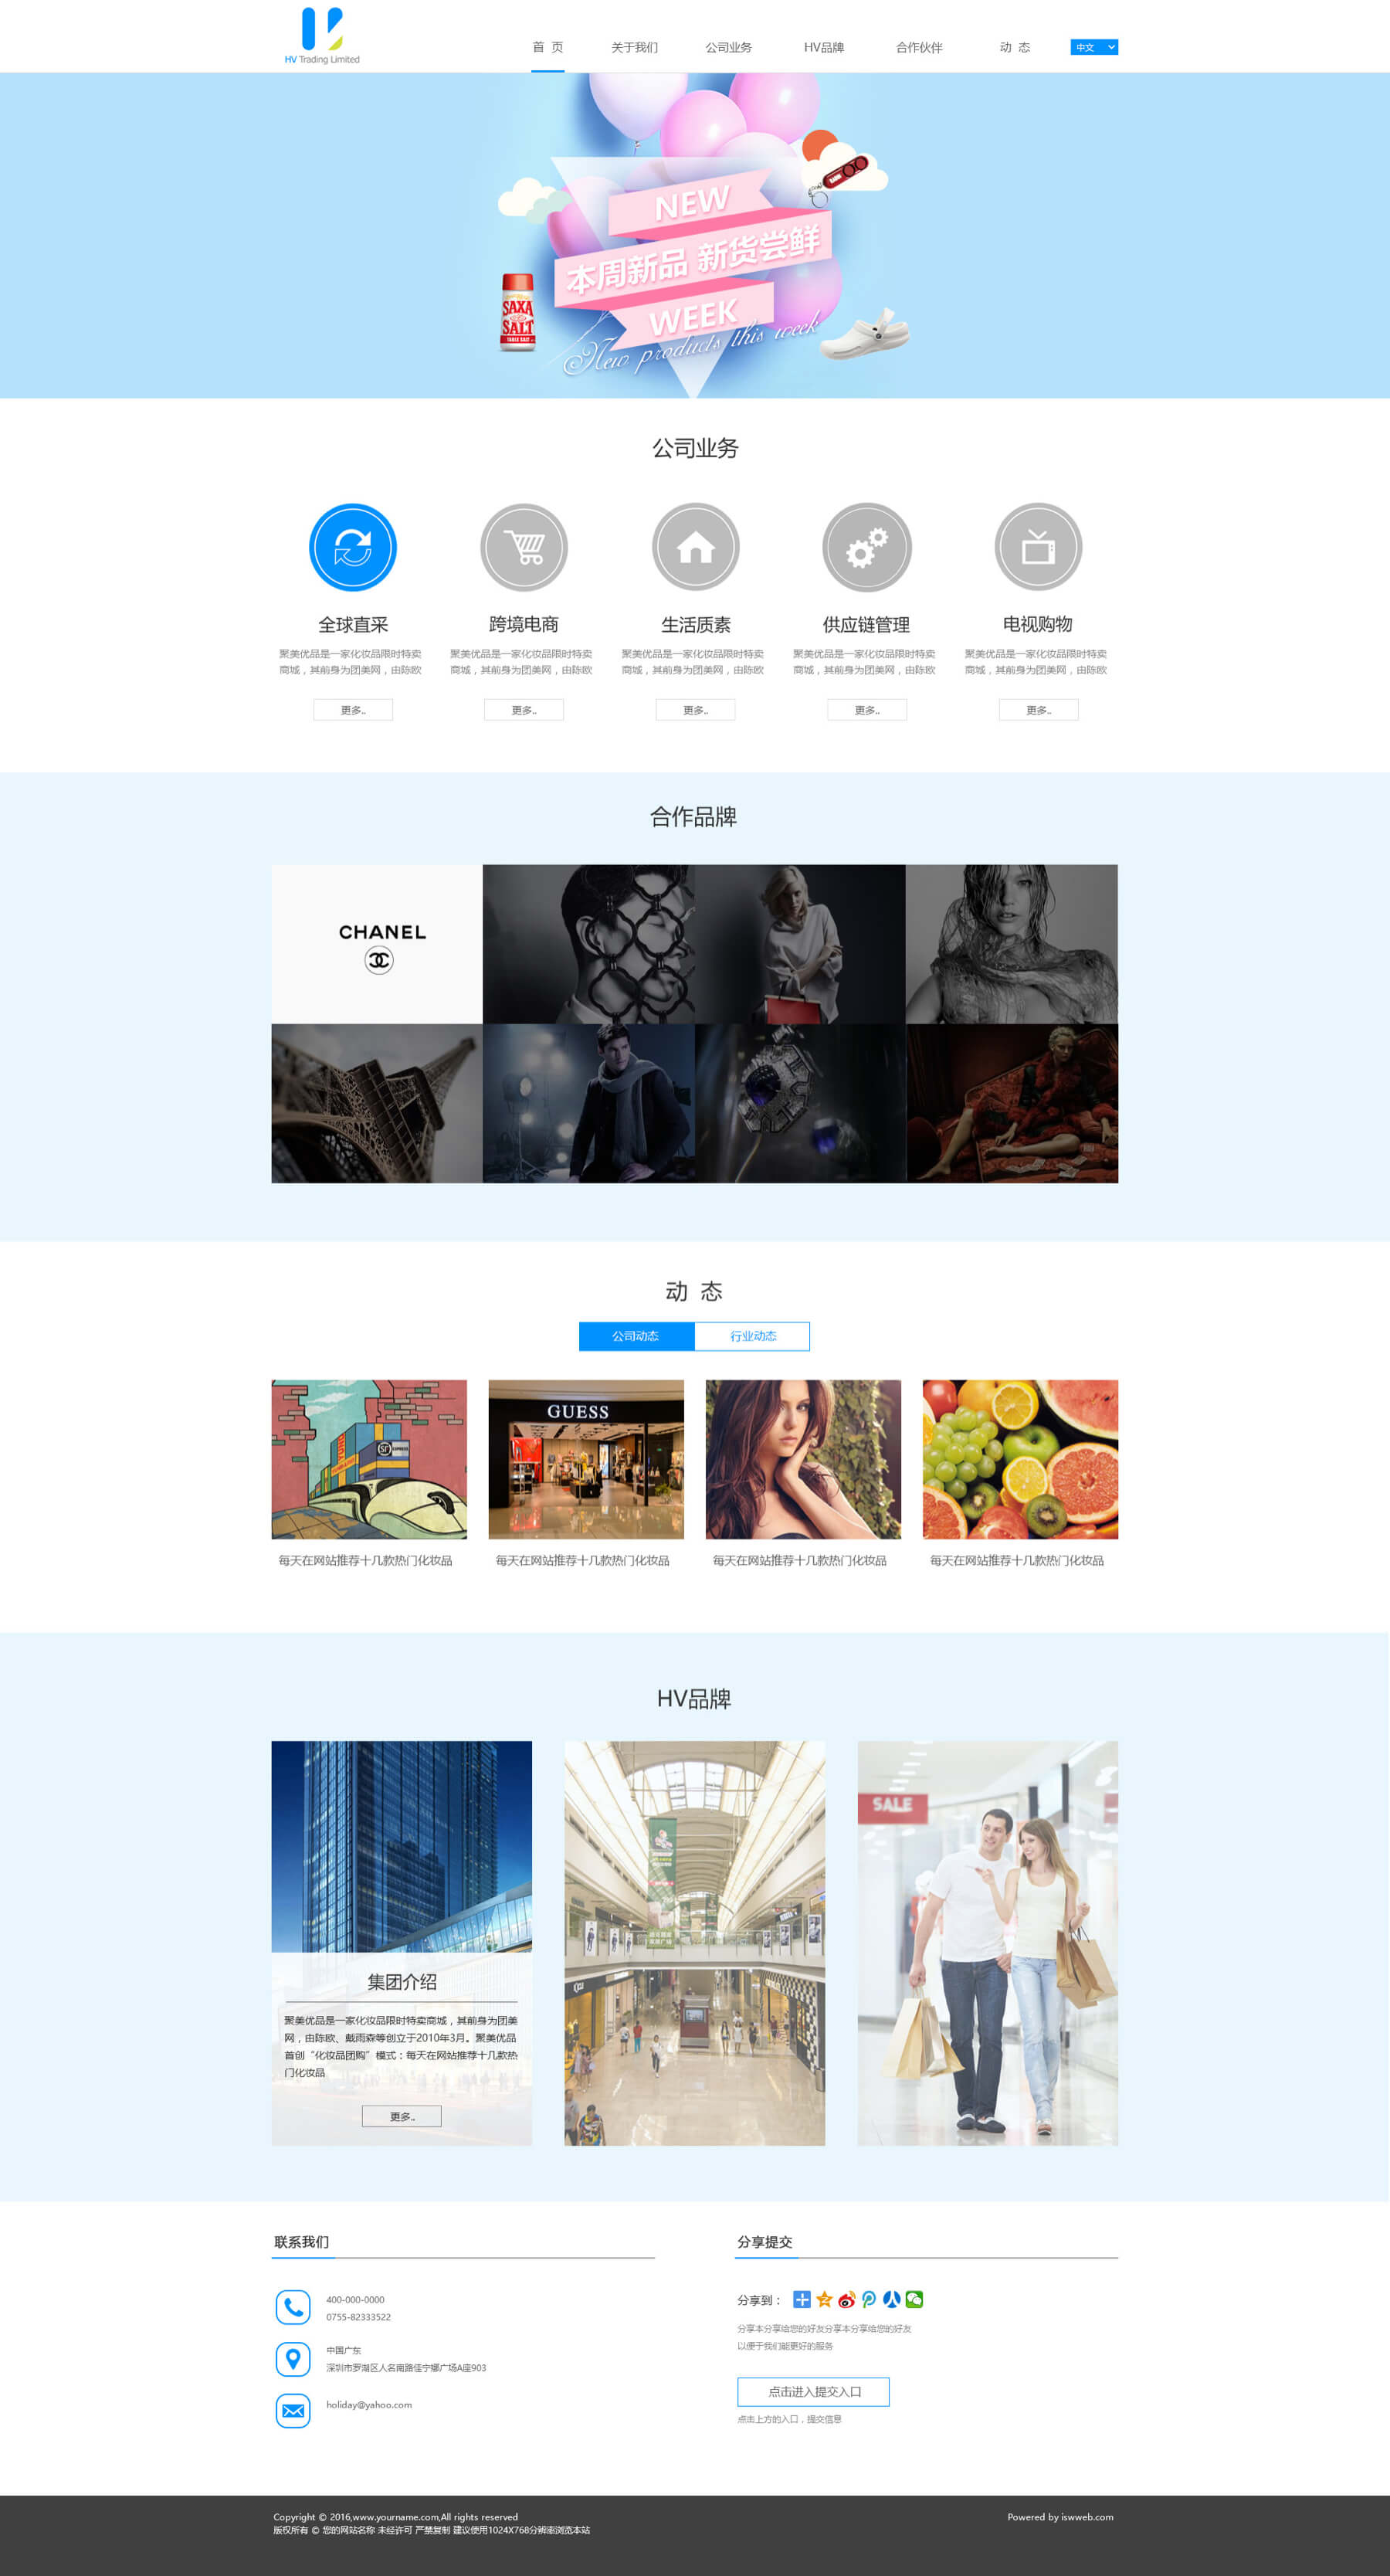 HV Trading Limited
首 页
关于我们
公司业务
HV品牌
合作伙伴
动 态
中文
NEW
本周新品 新货尝鲜
WEEK
New products this week
SAXA
SALT
TABLE SALT
公司业务
全球直采
聚美优品是一家化妆品限时特卖
商城，其前身为团美网，由陈欧
更多..
跨境电商
聚美优品是一家化妆品限时特卖
商城，其前身为团美网，由陈欧
更多..
生活质素
聚美优品是一家化妆品限时特卖
商城，其前身为团美网，由陈欧
更多..
供应链管理
聚美优品是一家化妆品限时特卖
商城，其前身为团美网，由陈欧
更多..
电视购物
聚美优品是一家化妆品限时特卖
商城，其前身为团美网，由陈欧
更多..
合作品牌
CHANEL
动 态
公司动态
行业动态
SF EXPRESS
GUESS
每天在网站推荐十几款热门化妆品
每天在网站推荐十几款热门化妆品
每天在网站推荐十几款热门化妆品
每天在网站推荐十几款热门化妆品
HV品牌
SALE
集团介绍
聚美优品是一家化妆品限时特卖商城，其前身为团美
网，由陈欧、戴雨森等创立于2010年3月。聚美优品
首创“化妆品团购”模式：每天在网站推荐十几款热
门化妆品
更多..
联系我们
400-000-0000
0755-82333522
中国广东
深圳市罗湖区人名南路佳宁娜广场A座903
holiday@yahoo.com
分享提交
分享到：
分享本分享给您的好友分享本分享给您的好友
以便于我们能更好的服务
点击进入提交入口
点击上方的入口，提交信息
Copyright © 2016,www.yourname.com,All rights reserved
版权所有 © 您的网站名称 未经许可 严禁复制 建议使用1024X768分辨率浏览本站
Powered by iswweb.com